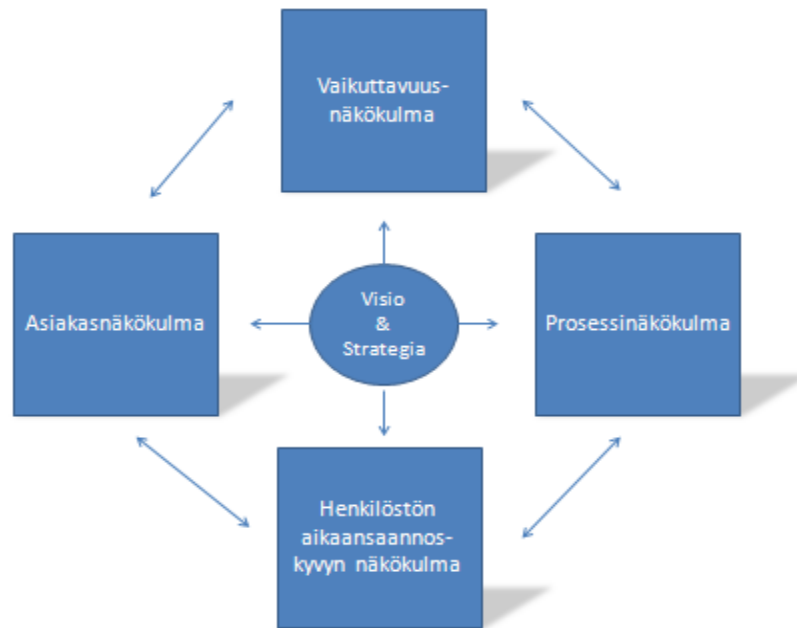 Vaikuttavuus-
näkökulma
Asiakasnäkökulma
Visio
&
Strategia
Prosessinäkökulma
Henkilöstön
aikaansaannos-
kyvyn näkökulma